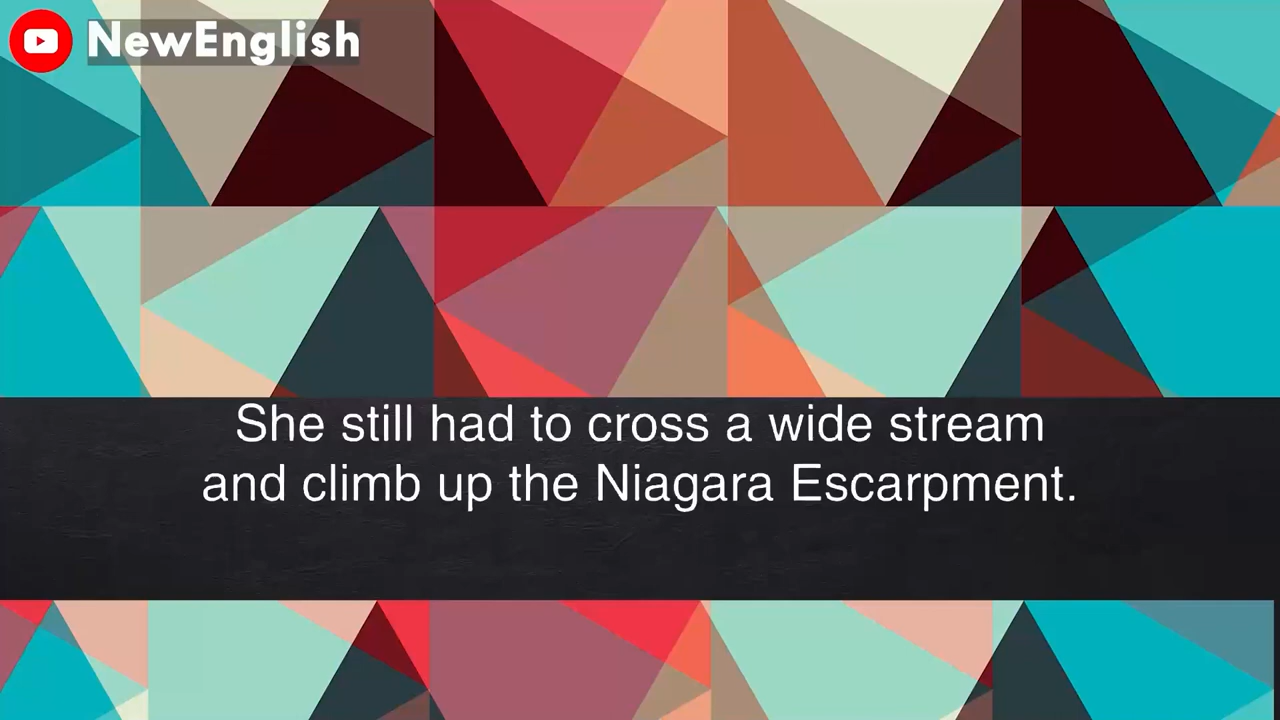 NewEnglish
She still had to cross a wide stream
and climb up the Niagara Escarpment.